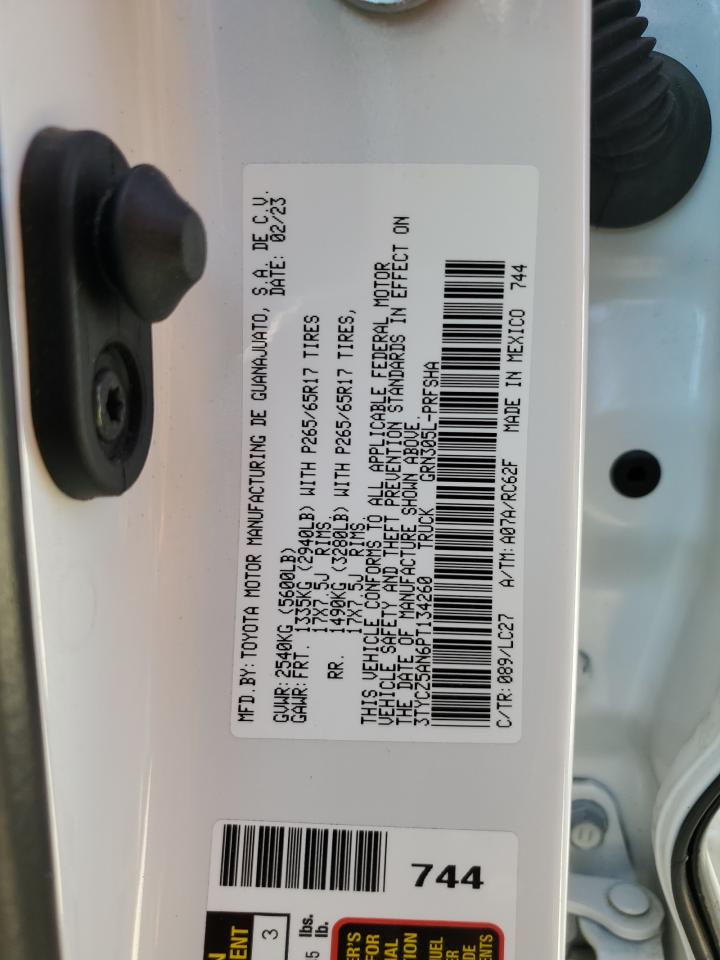 MFD.BY: TOYOTA MOTOR MANUFACTURING DE GUANAJUATO, S.A. DE C.V.
DATE: 02/23
GVWR: 2540KG (5600LB)
GAWR: FRT. 1335KG (2940LB) WITH P265/65R17 TIRES
17X7.5J RIMS
RR. 1490KG (3280LB) WITH P265/65R17 TIRES,
17X7.5J RIMS.
THIS VEHICLE CONFORMS TO ALL APPLICABLE FEDERAL MOTOR
VEHICLE SAFETY AND THEFT PREVENTION STANDARDS IN EFFECT ON
THE DATE OF MANUFACTURE SHOWN ABOVE.
3TYCZ5AN6PT134260 TRUCK GRN305L-PRFSHA
C/TR: 089/LC27 A/TM: A07A/RC62F MADE IN MEXICO 744
744
3
lbs.
lb.